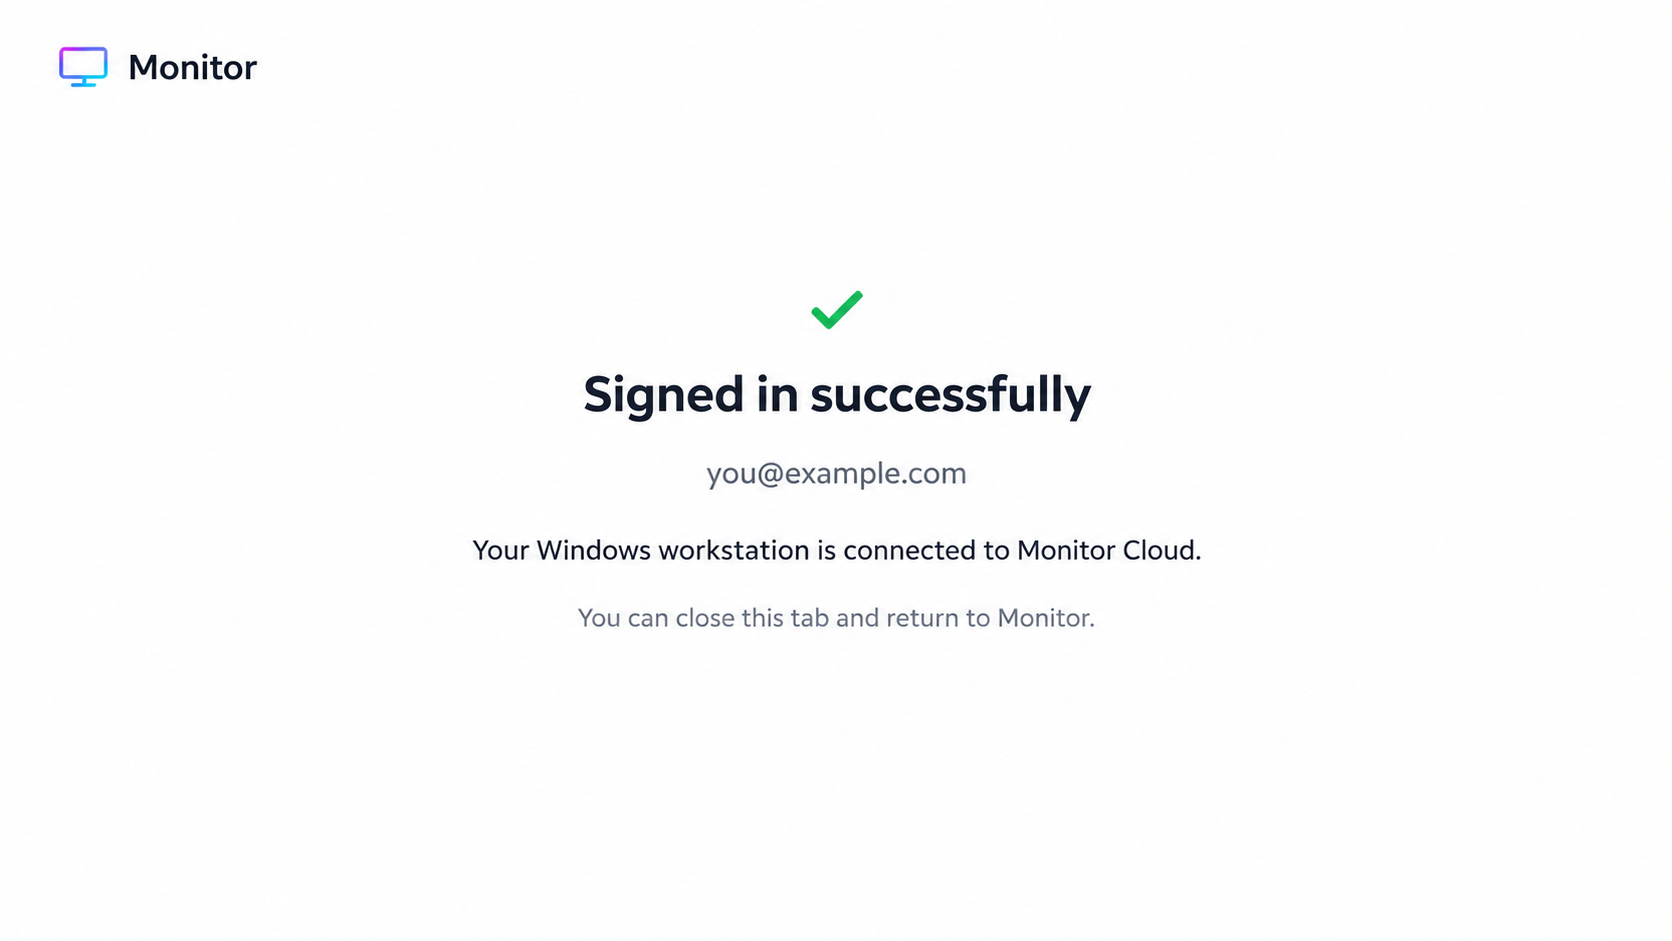 Monitor
Signed in successfully
you@example.com
Your Windows workstation is connected to Monitor Cloud.
You can close this tab and return to Monitor.